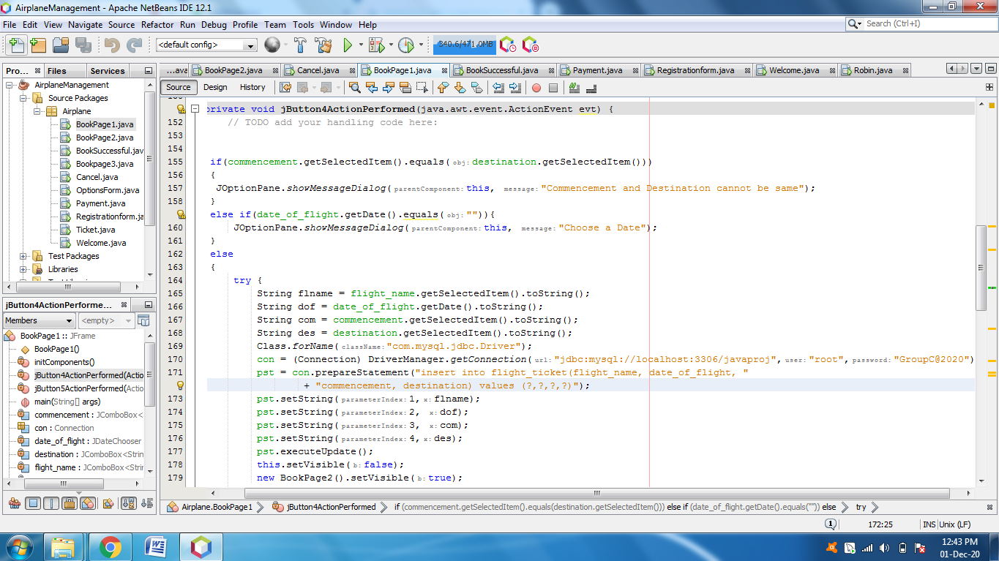 AirplaneManagement - Apache NetBeans IDE 12.1
File Edit View Navigate Source Refactor Run Debug Profile Team Tools Window Help
Search (Ctrl+I)
<default config>
340.6/471.0MB
Pro... Files Services
...ava BookPage2.java Cancel.java BookPage1.java BookSuccessful.java Payment.java Registrationform.java Welcome.java Robin.java
Source Design History
AirplaneManagement
Source Packages
Airplane
BookPage1.java
BookPage2.java
BookSuccessful.jav
Bookpage3.java
Cancel.java
OptionsForm.java
Payment.java
Registrationform.ja
Ticket.java
Welcome.java
Test Packages
Libraries
jButton4ActionPerforme...
Members <empty>
BookPage1 :: JFrame
BookPage1()
initComponents()
jButton4ActionPerformed(Actio
jButton5ActionPerformed(Actio
main(String[] args)
commencement : JComboBox<
con : Connection
date_of_flight : JDateChooser
destination : JComboBox<Strin
flight_name : JComboBox<Strin
private void jButton4ActionPerformed(java.awt.event.ActionEvent evt) {
152 // TODO add your handling code here:
153
154
155 if(commencement.getSelectedItem().equals( obj: destination.getSelectedItem()))
156 {
157 JOptionPane.showMessageDialog( parentComponent: this, message: "Commencement and Destination cannot be same");
158 }
else if(date_of_flight.getDate().equals( obj: "")){
160 JOptionPane.showMessageDialog( parentComponent: this, message: "Choose a Date");
161 }
162 else
163 {
164 try {
165 String flname = flight_name.getSelectedItem().toString();
166 String dof = date_of_flight.getDate().toString();
167 String com = commencement.getSelectedItem().toString();
168 String des = destination.getSelectedItem().toString();
169 Class.forName( className: "com.mysql.jdbc.Driver");
170 con = (Connection) DriverManager.getConnection( url: "jdbc:mysql://localhost:3306/javaproj", user: "root", password: "GroupC@2020")
171 pst = con.prepareStatement("insert into flight_ticket(flight_name, date_of_flight, "
+ "commencement, destination) values (?,?,?,?)");
173 pst.setString( parameterIndex: 1, x: flname);
174 pst.setString( parameterIndex: 2, x: dof);
175 pst.setString( parameterIndex: 3, x: com);
176 pst.setString( parameterIndex: 4, x: des);
177 pst.executeUpdate();
178 this.setVisible( b: false);
179 new BookPage2().setVisible( b: true);
Airplane.BookPage1 jButton4ActionPerformed if (commencement.getSelectedItem().equals(destination.getSelectedItem())) else if (date_of_flight.getDate().equals("")) else try
1 172:25 INS Unix (LF)
12:43 PM
01-Dec-20